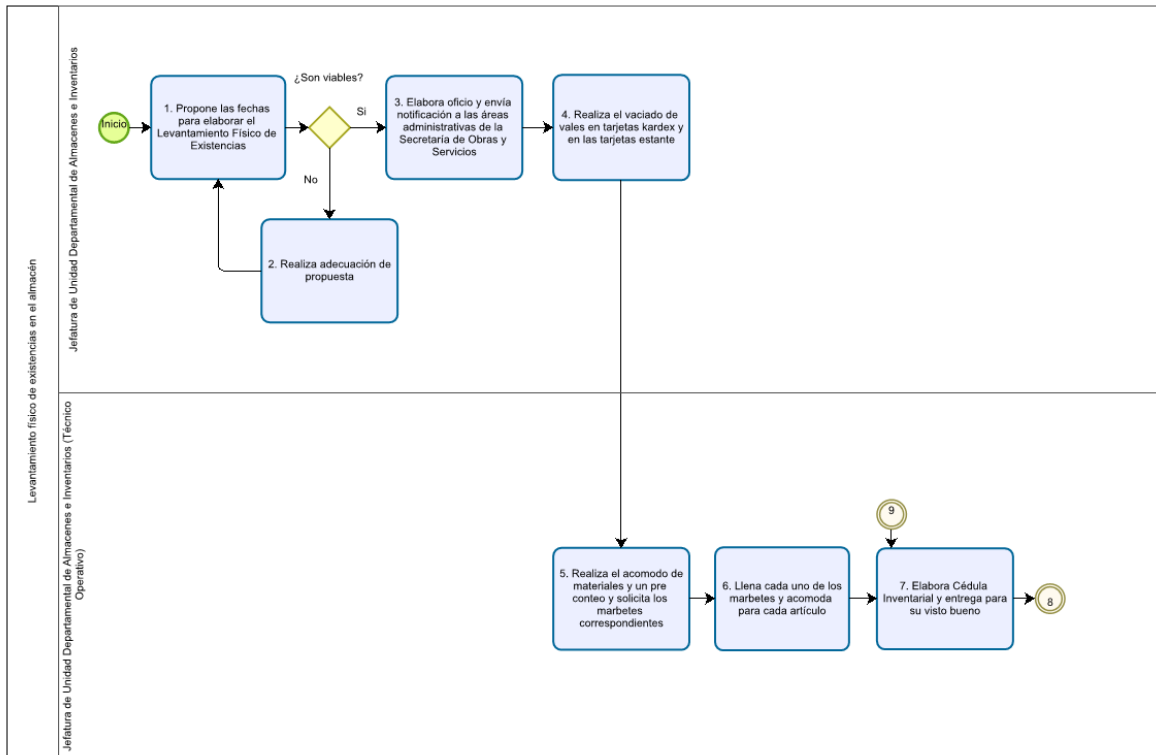 Levantamiento físico de existencias en el almacén
Jefatura de Unidad Departamental de Almacenes e Inventarios
Inicio
1. Propone las fechas
para elaborar el
Levantamiento Físico de
Existencias
¿Son viables?
Si
No
2. Realiza adecuación de
propuesta
3. Elabora oficio y envía
notificación a las áreas
administrativas de la
Secretaría de Obras y
Servicios
4. Realiza el vaciado de
vales en tarjetas kardex y
en las tarjetas estante
Jefatura de Unidad Departamental de Almacenes e Inventarios (Técnico
Operativo)
5. Realiza el acomodo de
materiales y un pre
conteo y solicita los
marbetes
correspondientes
6. Llena cada uno de los
marbetes y acomoda
para cada artículo
9
7. Elabora Cédula
Inventarial y entrega para
su visto bueno
8